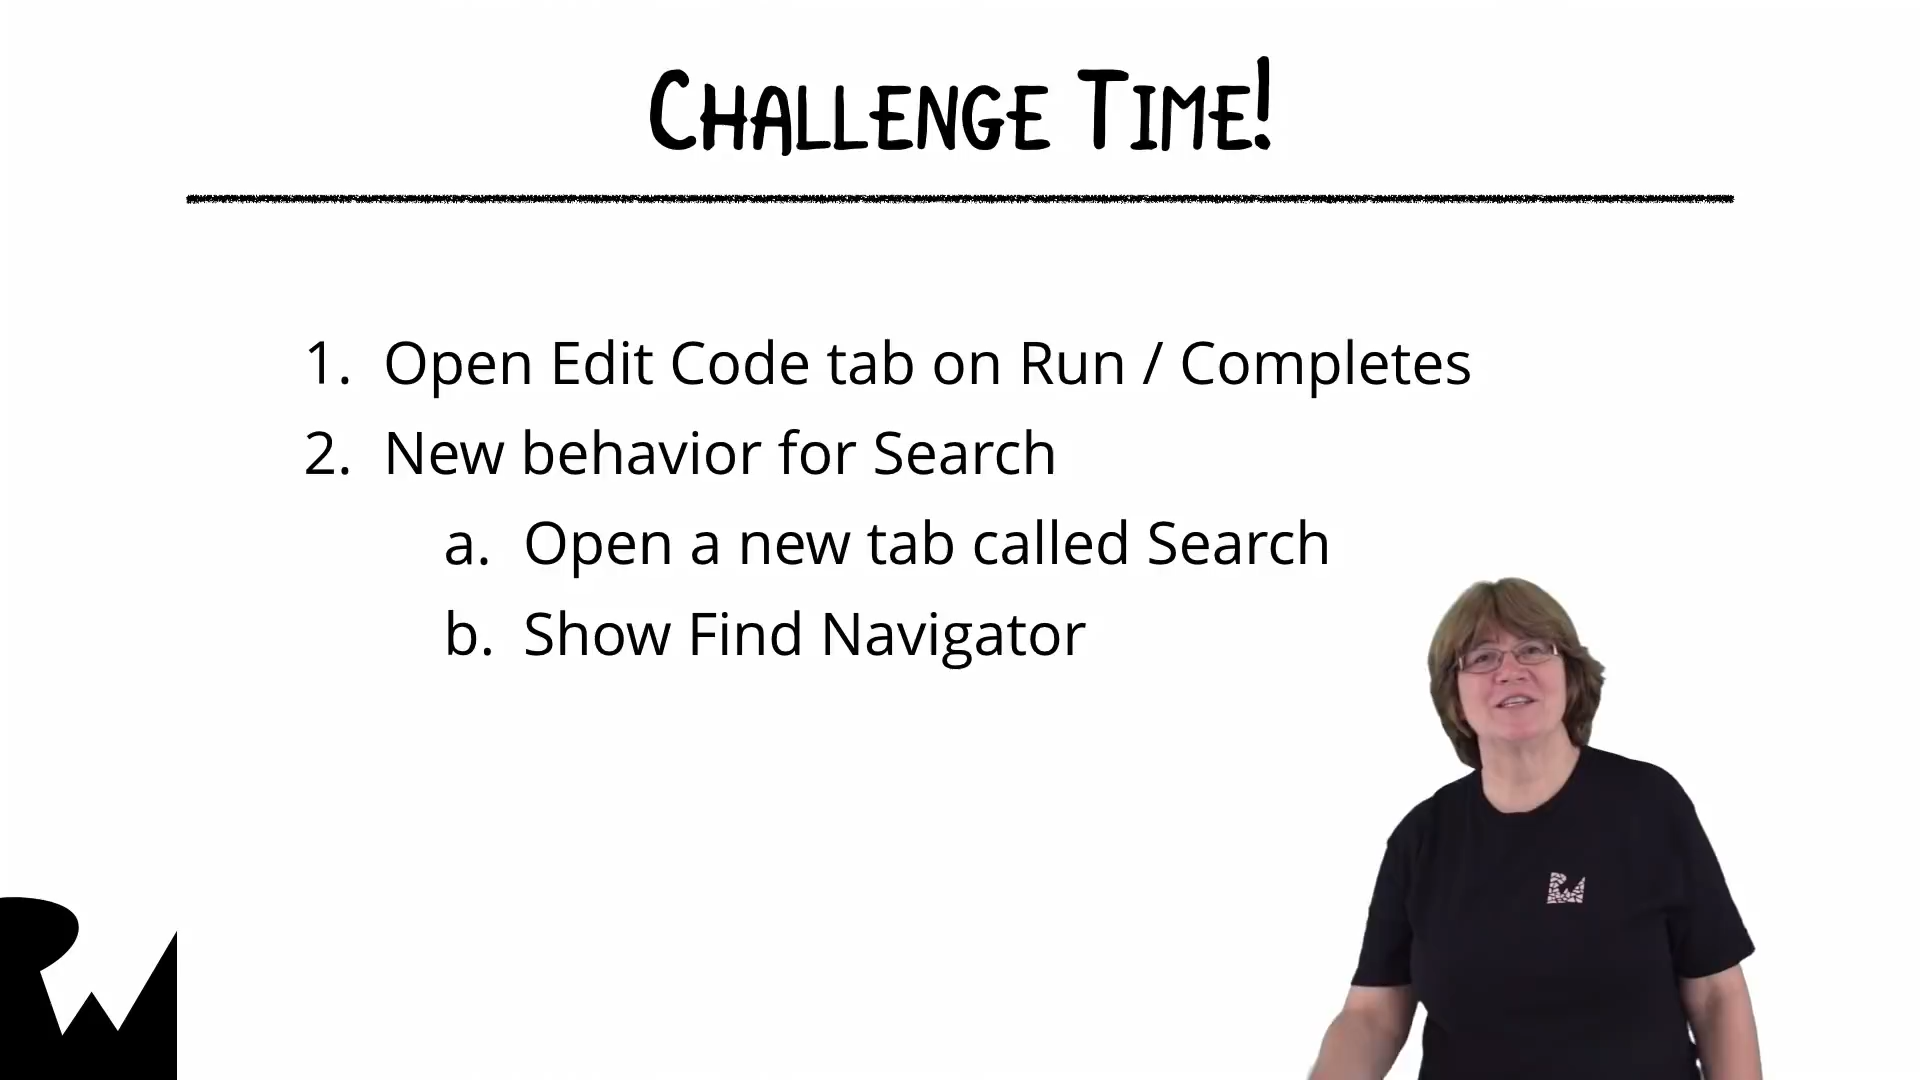 Challenge Time!
1. Open Edit Code tab on Run / Completes
2. New behavior for Search
a. Open a new tab called Search
b. Show Find Navigator